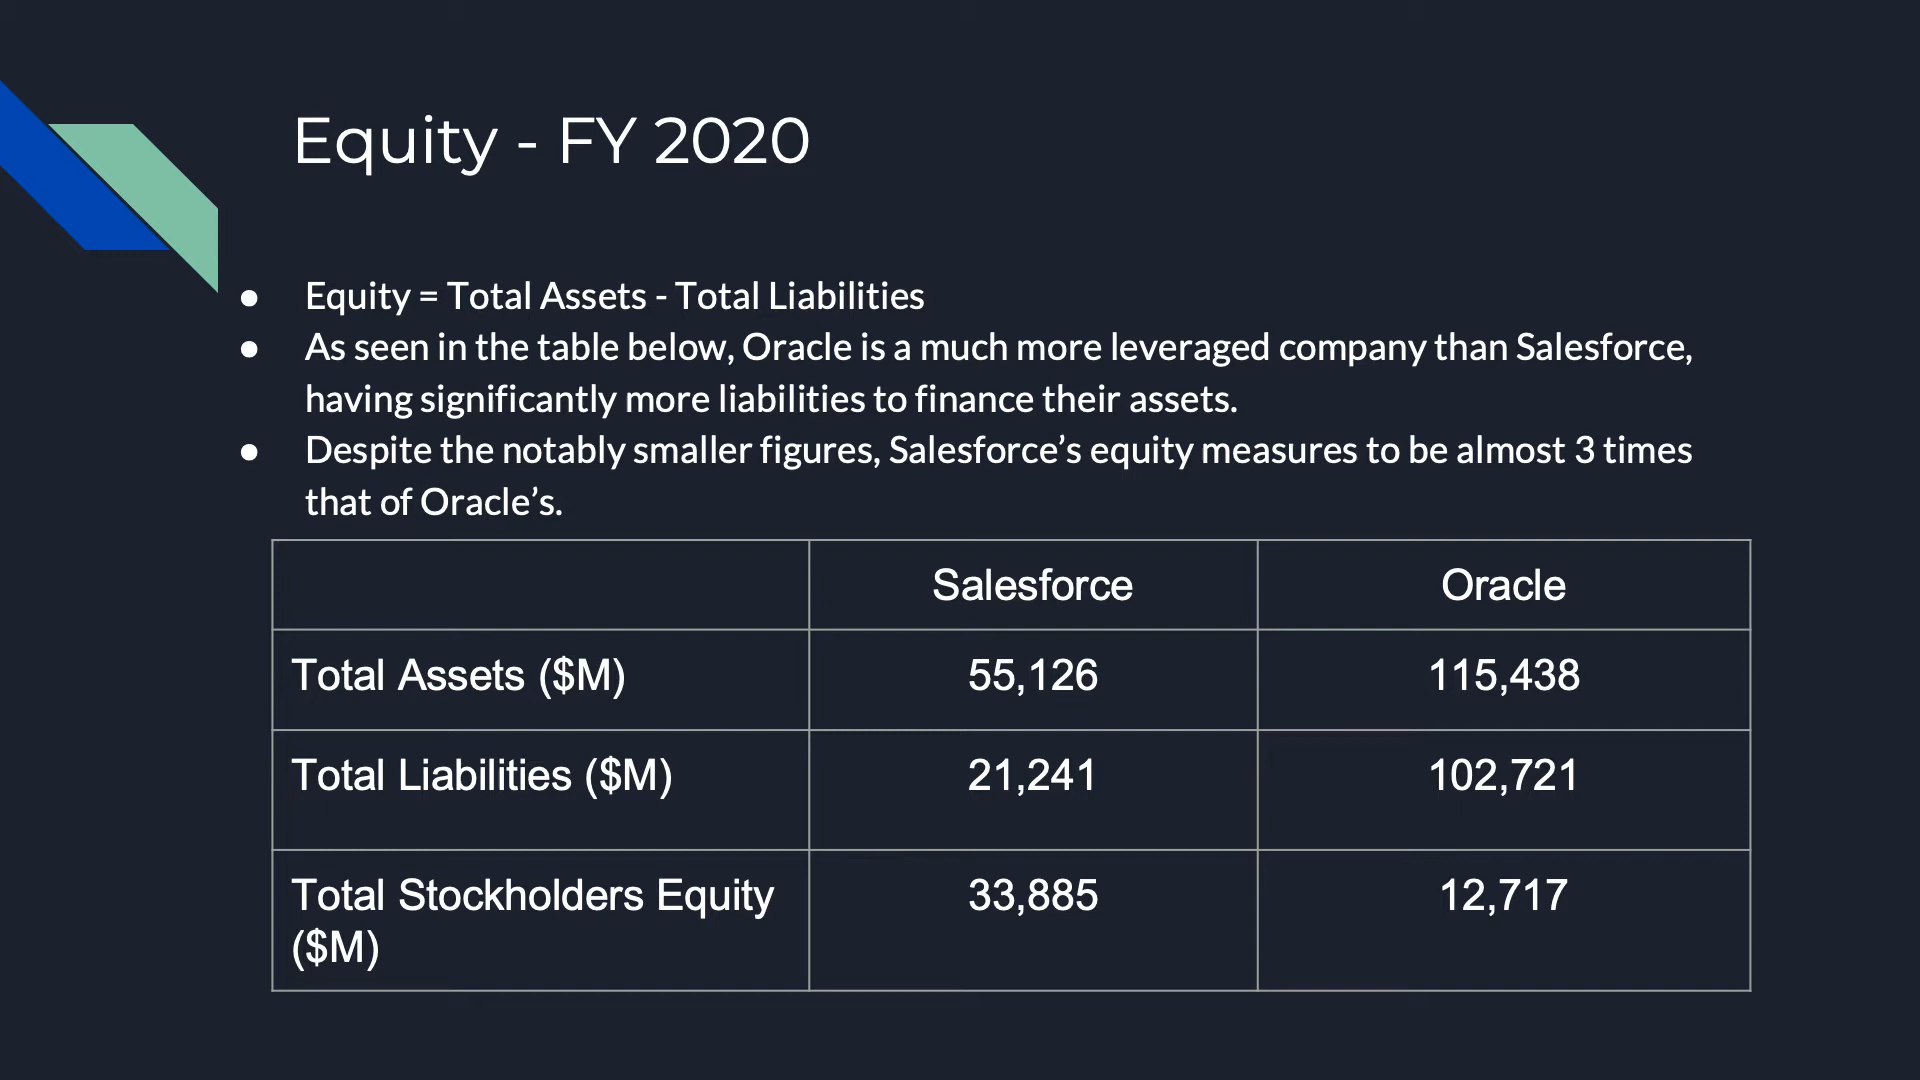 Equity - FY 2020
● Equity = Total Assets - Total Liabilities
● As seen in the table below, Oracle is a much more leveraged company than Salesforce,
having significantly more liabilities to finance their assets.
● Despite the notably smaller figures, Salesforce’s equity measures to be almost 3 times
that of Oracle’s.
Salesforce Oracle
Total Assets ($M) 55,126 115,438
Total Liabilities ($M) 21,241 102,721
Total Stockholders Equity 33,885 12,717
($M)